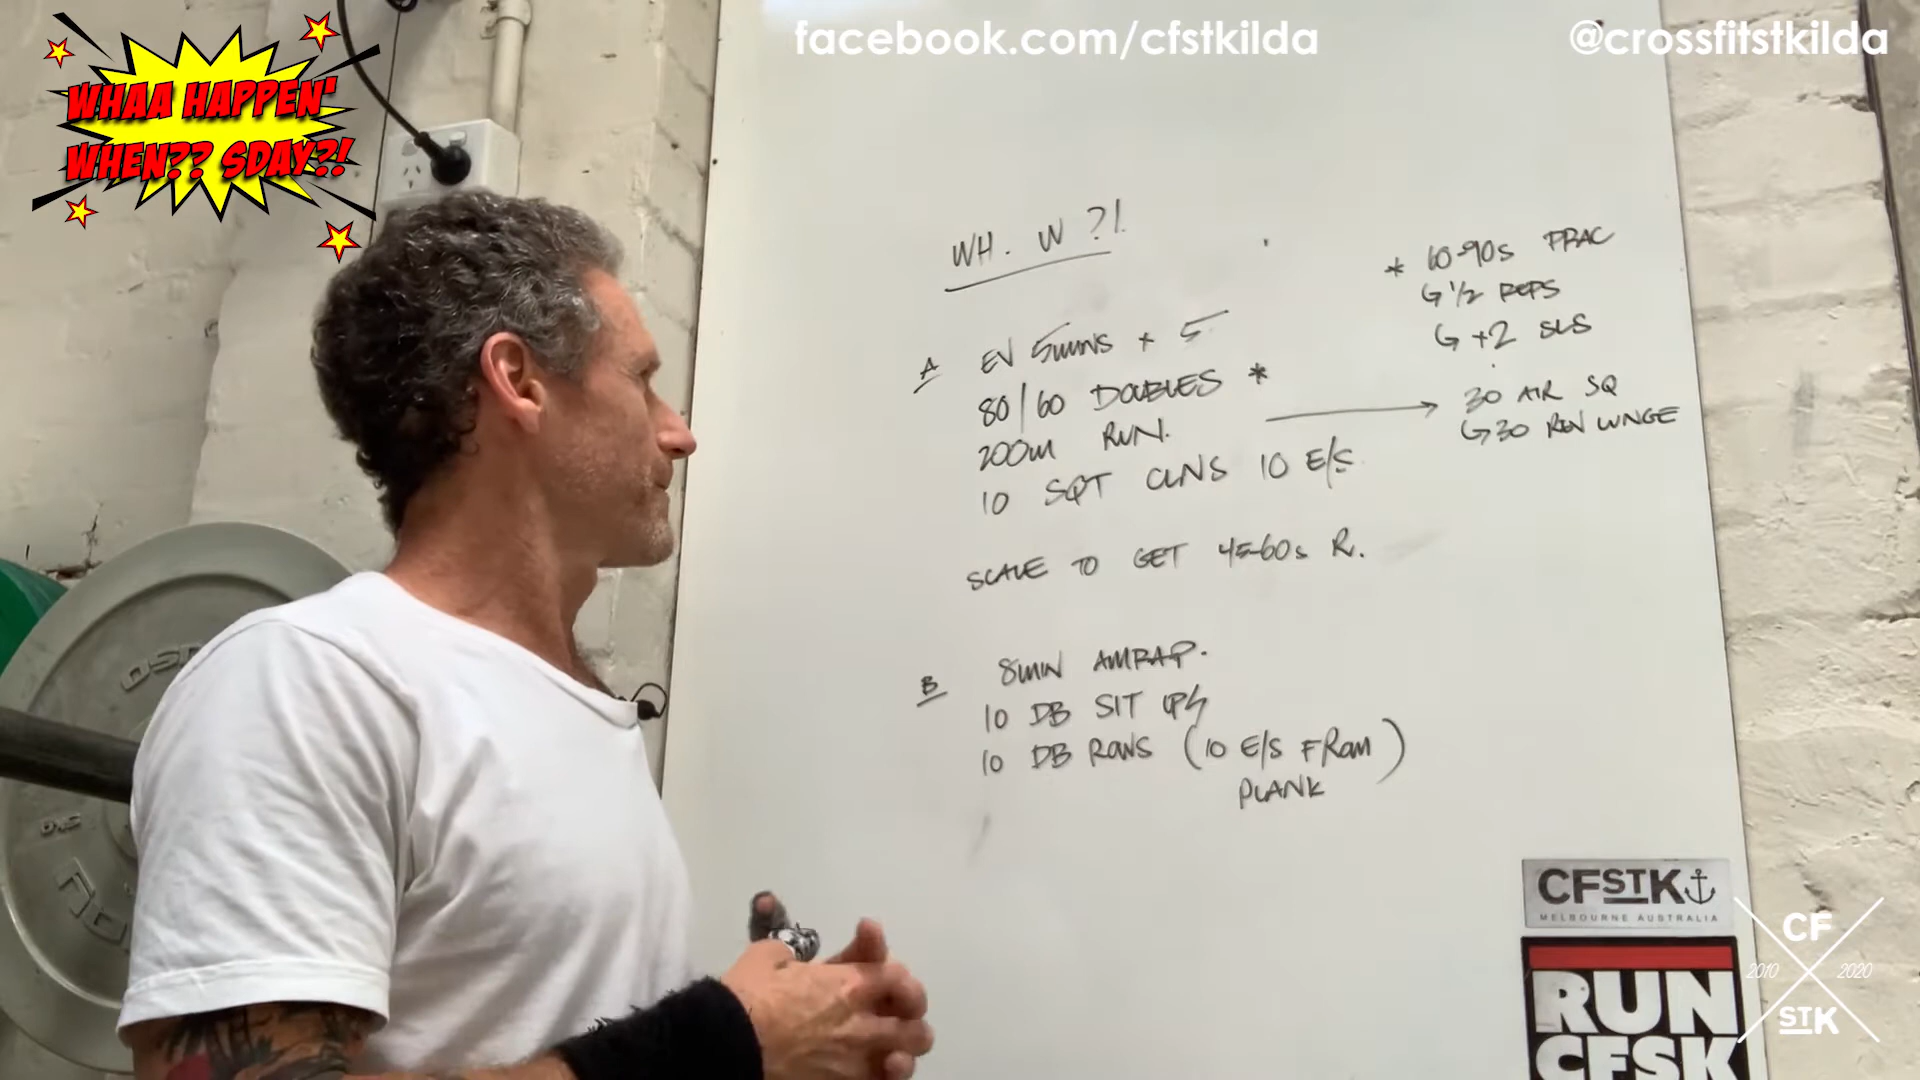 WHAA HAPPEN'
WHEN?? SDAY?!
facebook.com/cfstkilda
@crossfitstkilda
WH. W ?!
A EV 5MINS × 5
80/60 DOUBLES *
200M RUN.
10 SQT CLNS 10 E/S
SCALE TO GET 45-60s R.
* 60-90s PRAC
↳ 1/2 REPS
↳ +2 SLS
→ 30 AIR SQ
↳ 30 REV LUNGE
B 8MIN AMRAP.
10 DB SIT UPS
10 DB ROWS (10 E/S FROM
PLANK)
CFSTK
MELBOURNE AUSTRALIA
RUN
CFSK
CF
2010 2020
STK